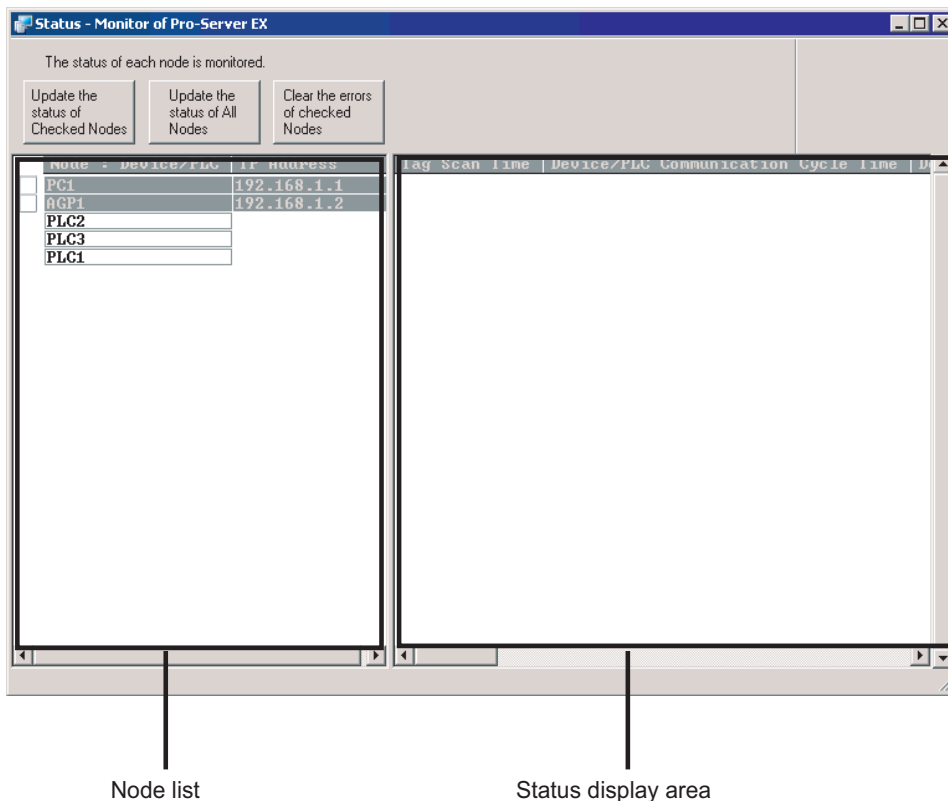 Status - Monitor of Pro-Server EX
The status of each node is monitored.
Update the
status of
Checked Nodes
Update the
status of All
Nodes
Clear the errors
of checked
Nodes
Node : Device/PLC IP Address
Tag Scan Time Device/PLC Communication Cycle Time
PC1 192.168.1.1
AGP1 192.168.1.2
PLC2
PLC3
PLC1
Node list
Status display area